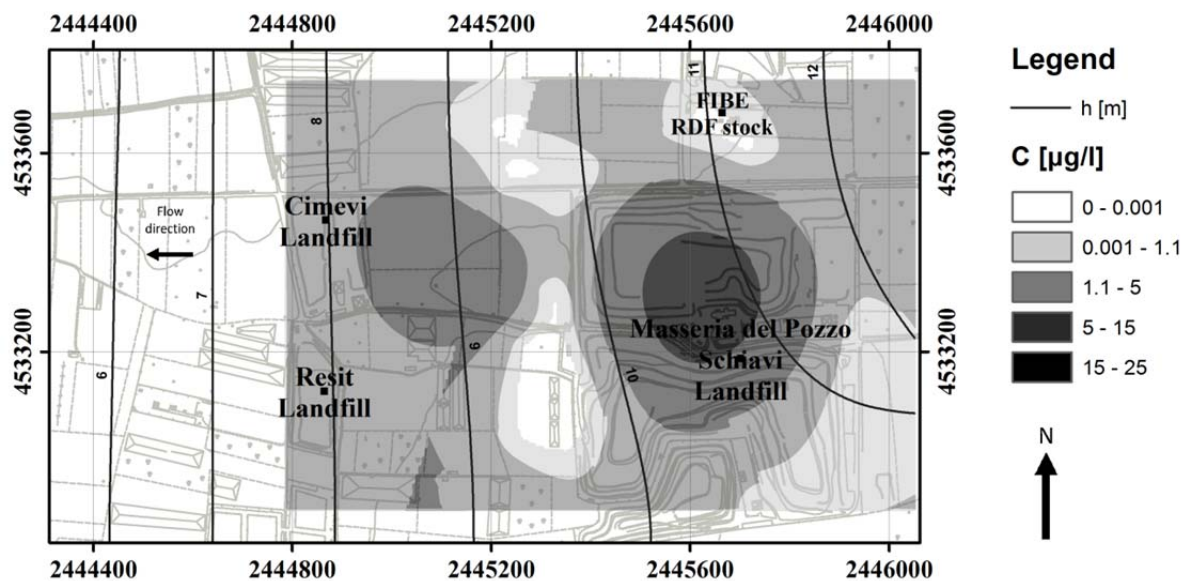 2444400 2444800 2445200 2445600 2446000
Legend
h [m]
C [µg/l]
0 - 0.001
0.001 - 1.1
1.1 - 5
5 - 15
15 - 25
N
4533600
4533600
4533200
4533200
11
12
8
FIBE
RDF stock
Flow
direction
Cimevi
Landfill
7
Masseria del Pozzo
Schiavi
Landfill
9
6
10
Resit
Landfill
2444400 2444800 2445200 2445600 2446000